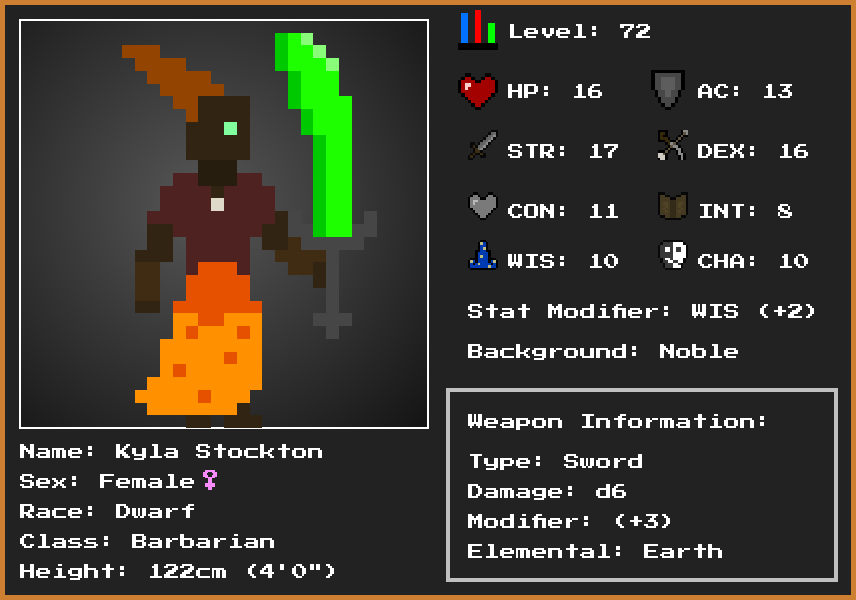 Level: 72
HP: 16
AC: 13
STR: 17
DEX: 16
CON: 11
INT: 8
WIS: 10
CHA: 10
Stat Modifier: WIS (+2)
Background: Noble
Name: Kyla Stockton
Sex: Female♀
Race: Dwarf
Class: Barbarian
Height: 122cm (4'0")
Weapon Information:
Type: Sword
Damage: d6
Modifier: (+3)
Elemental: Earth